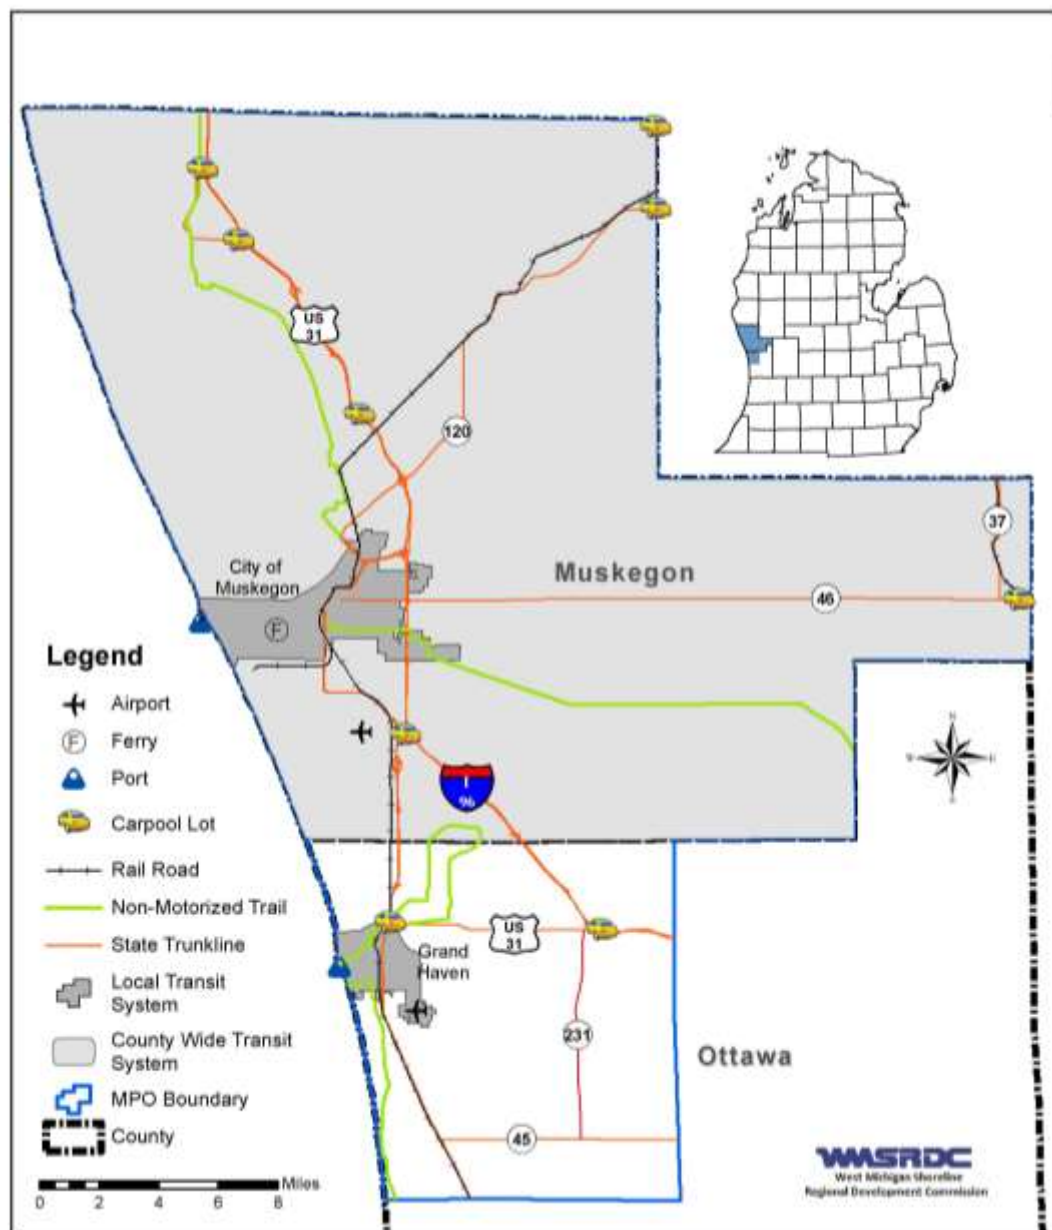 US
31
120
37
City of
Muskegon
Muskegon
46
F
Legend
Airport
F
Ferry
Port
I
96
Carpool Lot
Rail Road
Non-Motorized Trail
State Trunkline
US
31
Grand
Haven
Local Transit
System
231
County Wide Transit
System
Ottawa
MPO Boundary
County
45
Miles
0 2 4 6 8
WMSRDC
West Michigan Shoreline
Regional Development Commission
N
W
E
S